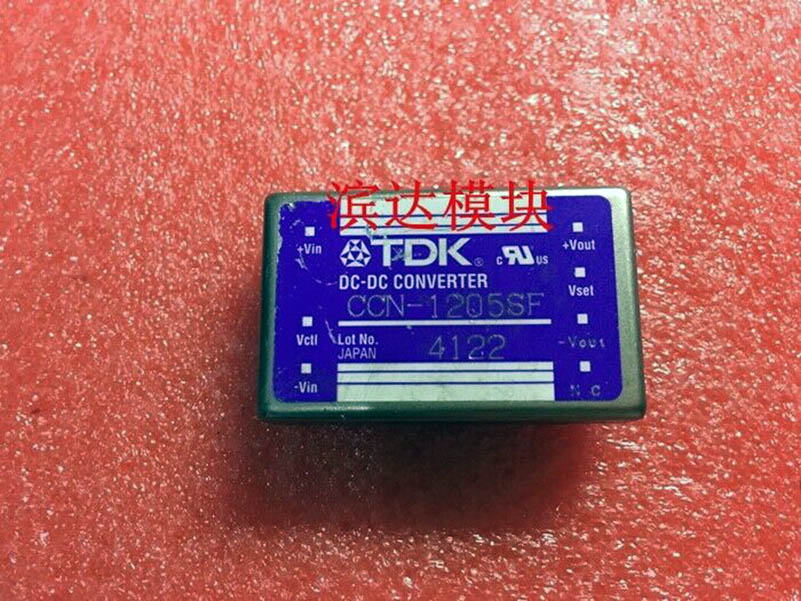 滨达模块
+Vin
TDK®
c RU US
+Vout
DC-DC CONVERTER
Vset
CCN-1205SF
Vctl
Lot No.
JAPAN
4122
-Vout
-Vin
N C